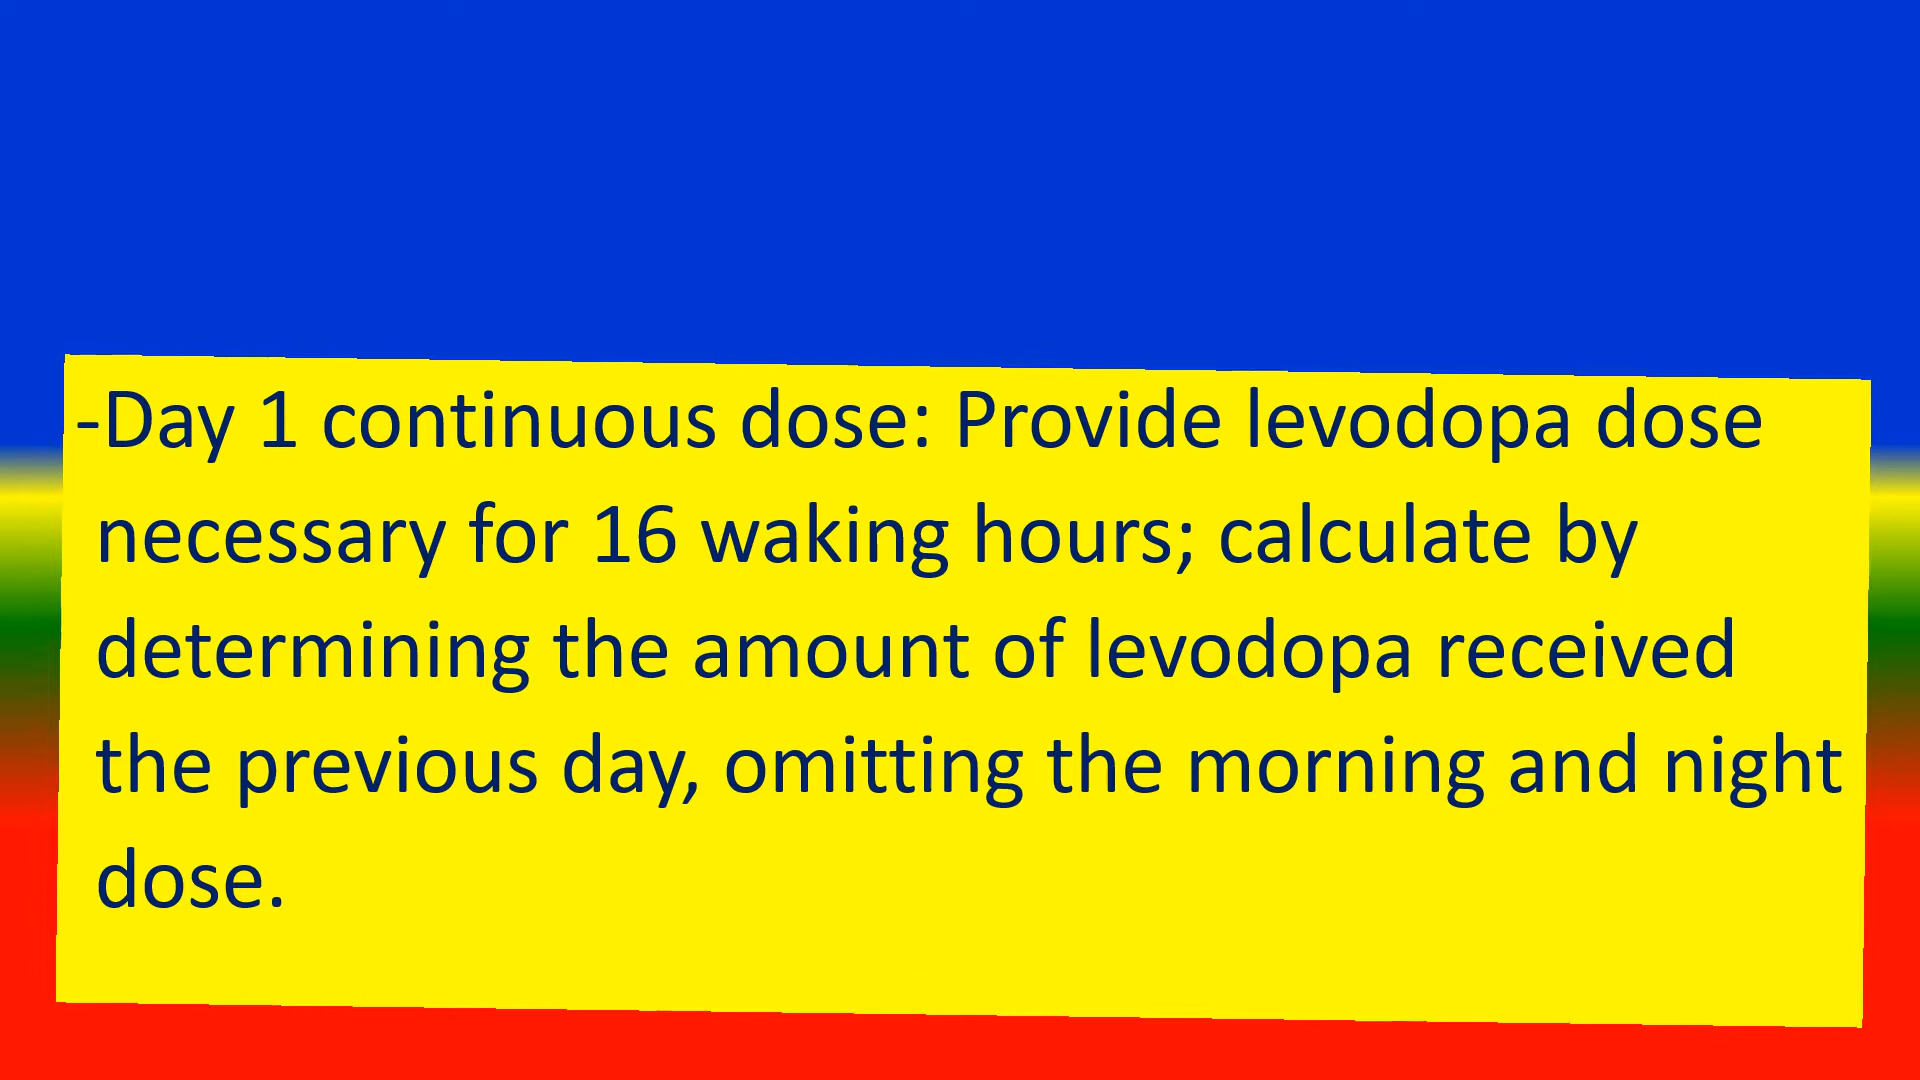 -Day 1 continuous dose: Provide levodopa dose
necessary for 16 waking hours; calculate by
determining the amount of levodopa received
the previous day, omitting the morning and night
dose.